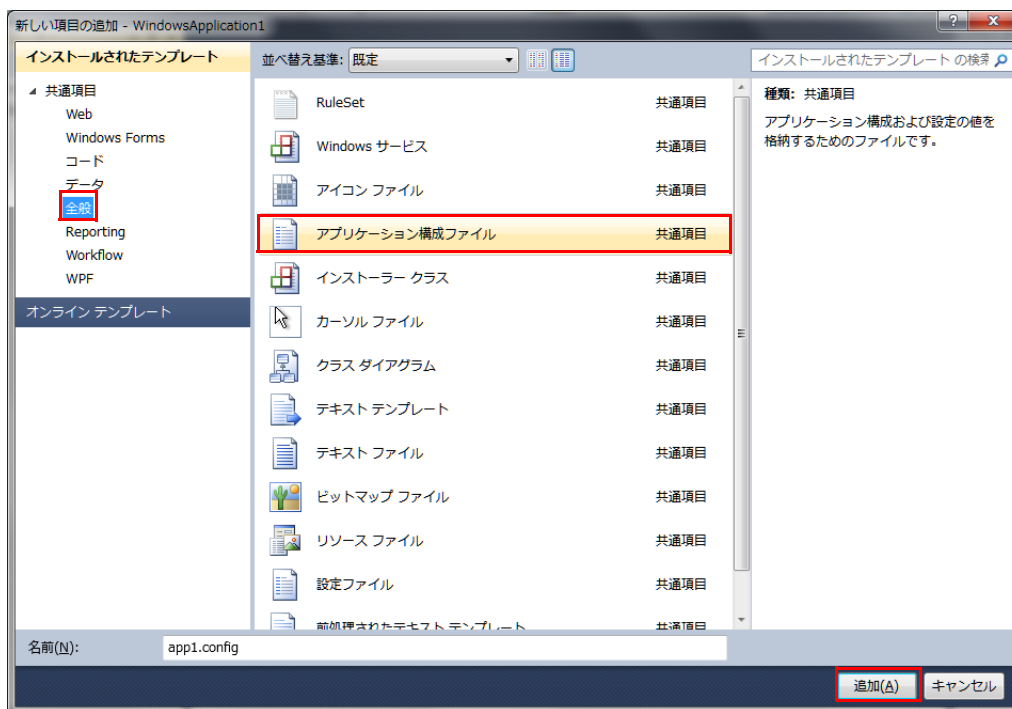 新しい項目の追加 - WindowsApplication1
インストールされたテンプレート
共通項目
Web
Windows Forms
コード
データ
全般
Reporting
Workflow
WPF
オンライン テンプレート
並べ替え基準: 既定
RuleSet 共通項目
Windows サービス 共通項目
アイコン ファイル 共通項目
アプリケーション構成ファイル 共通項目
インストーラー クラス 共通項目
カーソル ファイル 共通項目
クラス ダイアグラム 共通項目
テキスト テンプレート 共通項目
テキスト ファイル 共通項目
ビットマップ ファイル 共通項目
リソース ファイル 共通項目
設定ファイル 共通項目
前処理されたテキスト テンプレート 共通項目
インストールされたテンプレート の検索
種類: 共通項目
アプリケーション構成および設定の値を
格納するためのファイルです。
名前(N): app1.config
追加(A) キャンセル